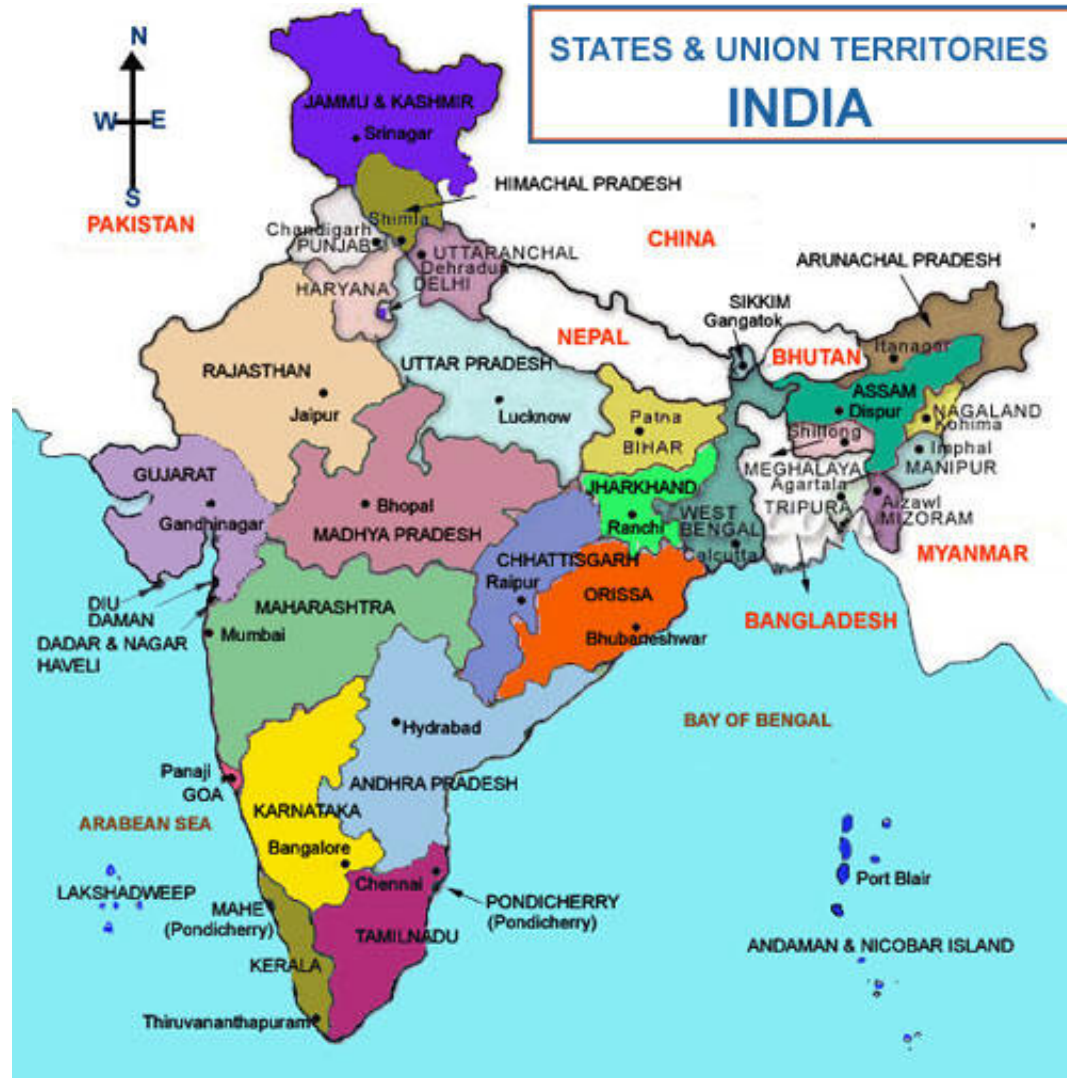 STATES & UNION TERRITORIES
INDIA
N
W
E
S
JAMMU & KASHMIR
Srinagar
HIMACHAL PRADESH
PAKISTAN
Shimla
Chandigarh
PUNJAB
CHINA
UTTARANCHAL
Dehradun
DELHI
HARYANA
ARUNACHAL PRADESH
SIKKIM
Gangatok
NEPAL
BHUTAN
Itanagar
RAJASTHAN
Jaipur
UTTAR PRADESH
Lucknow
ASSAM
Dispur
NAGALAND
Kohima
Patna
BIHAR
Shillong
MEGHALAYA
Imphal
MANIPUR
GUJARAT
Gandhinagar
Bhopal
MADHYA PRADESH
JHARKHAND
Ranchi
WEST
BENGAL
Calcutta
Agartala
TRIPURA
Aizawl
MIZORAM
MYANMAR
CHHATTISGARH
Raipur
ORISSA
Bhubaneshwar
BANGLADESH
DIU
DAMAN
DADAR & NAGAR
HAVELI
MAHARASHTRA
Mumbai
Hydrabad
ANDHRA PRADESH
BAY OF BENGAL
Panaji
GOA
KARNATAKA
Bangalore
ARABEAN SEA
LAKSHADWEEP
MAHE
(Pondicherry)
Chennai
PONDICHERRY
(Pondicherry)
TAMILNADU
KERALA
Thiruvananthapuram
Port Blair
ANDAMAN & NICOBAR ISLAND